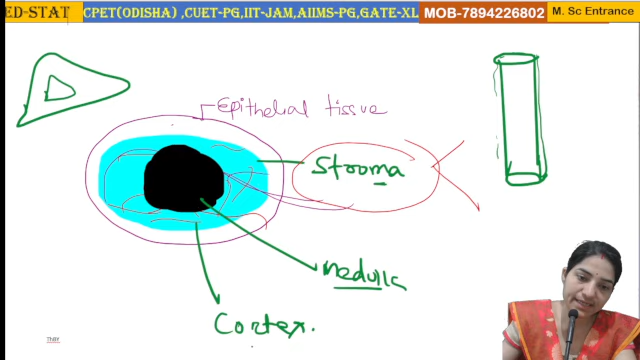 ED-STAT CPET(ODISHA) ,CUET-PG,IIT-JAM,AIIMS-PG,GATE-XL MOB-7894226802 M. Sc Entrance
Epithelial tissue
Stroma
medulla
Cortex.